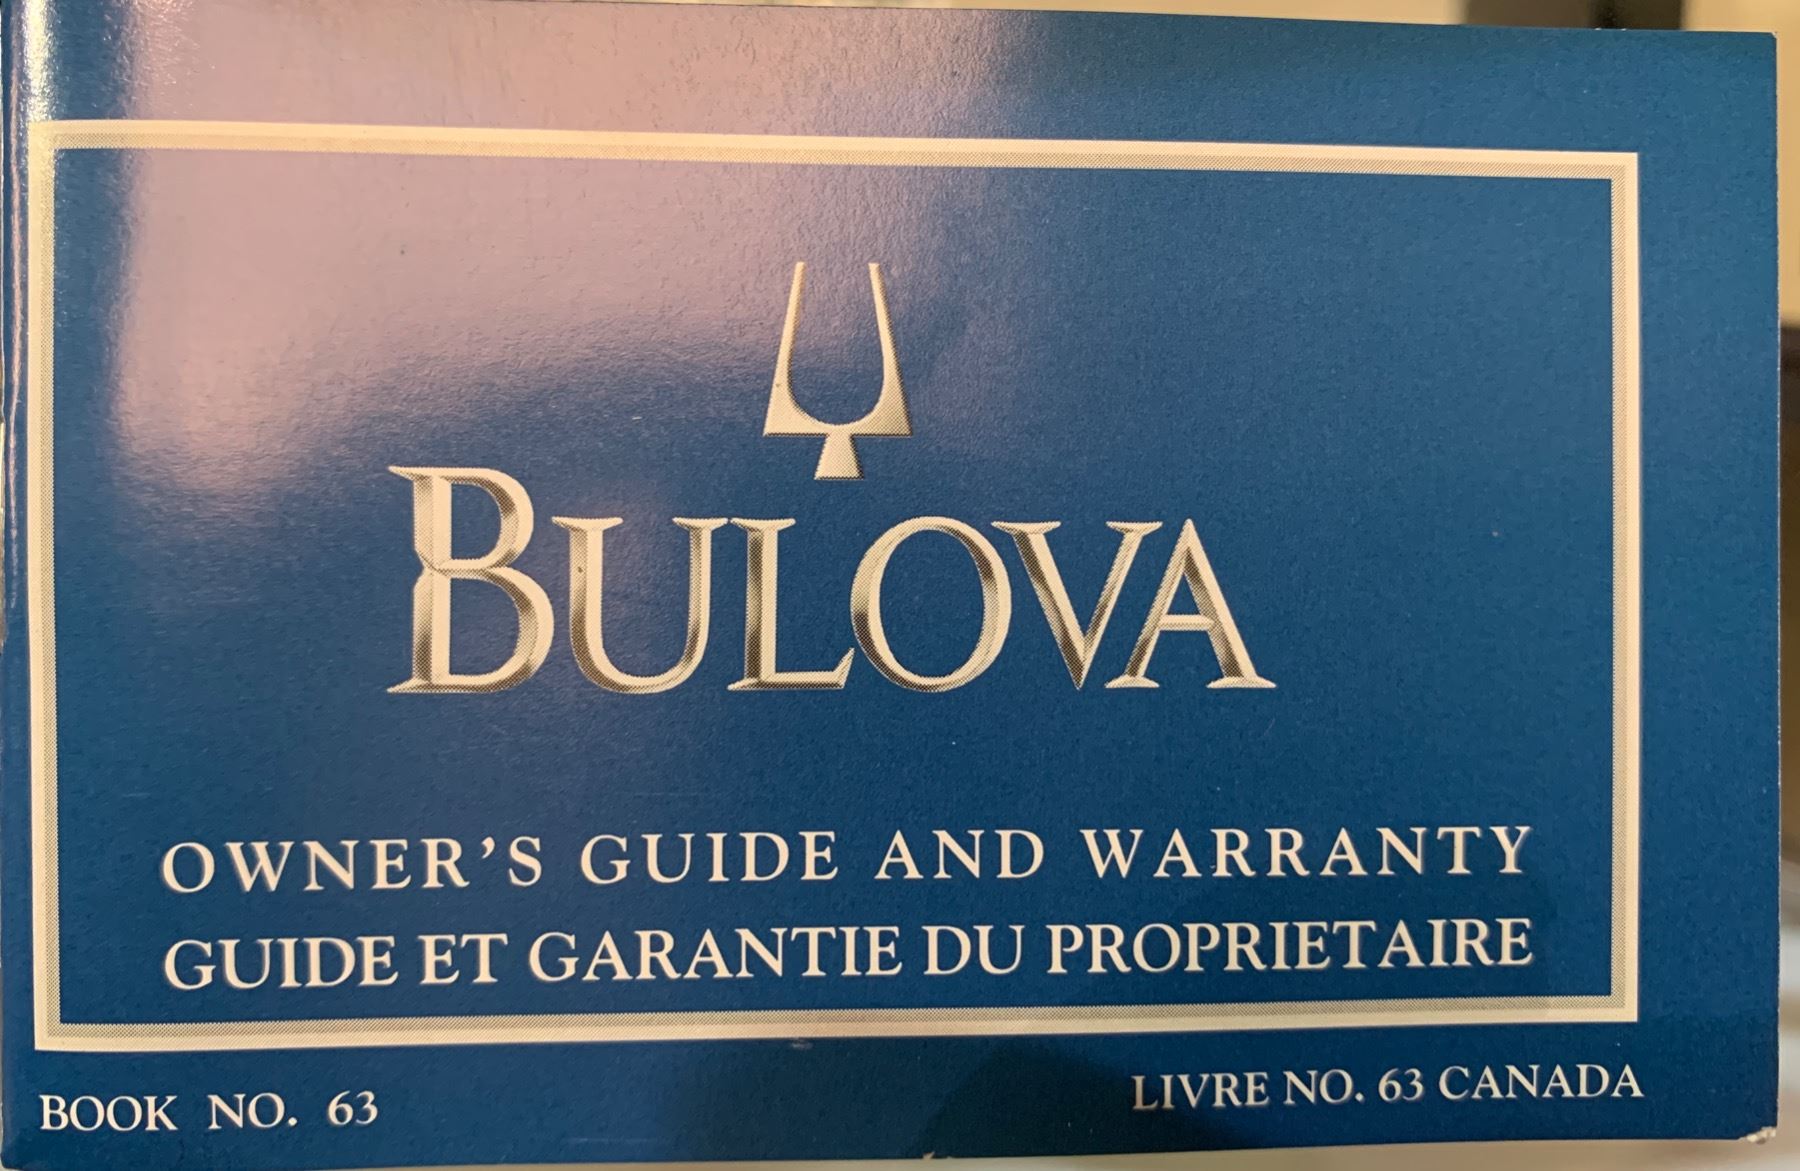 BULOVA
OWNER'S GUIDE AND WARRANTY
GUIDE ET GARANTIE DU PROPRIETAIRE
BOOK NO. 63
LIVRE NO. 63 CANADA